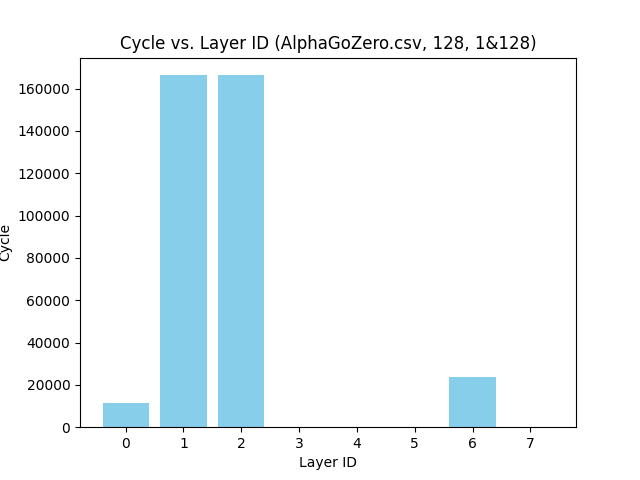 Cycle vs. Layer ID (AlphaGoZero.csv, 128, 1&128)
160000
140000
120000
100000
80000
60000
40000
20000
0
Cycle
0 1 2 3 4 5 6 7
Layer ID